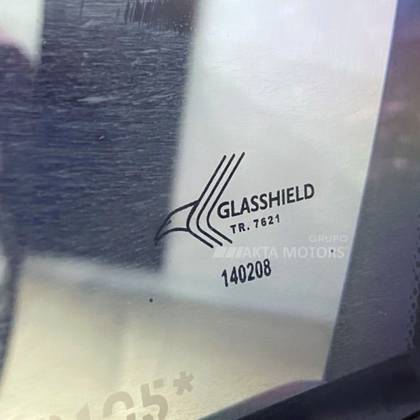 GLASSHIELD
TR. 7621
GRUPO
AKTA MOTORS
140208